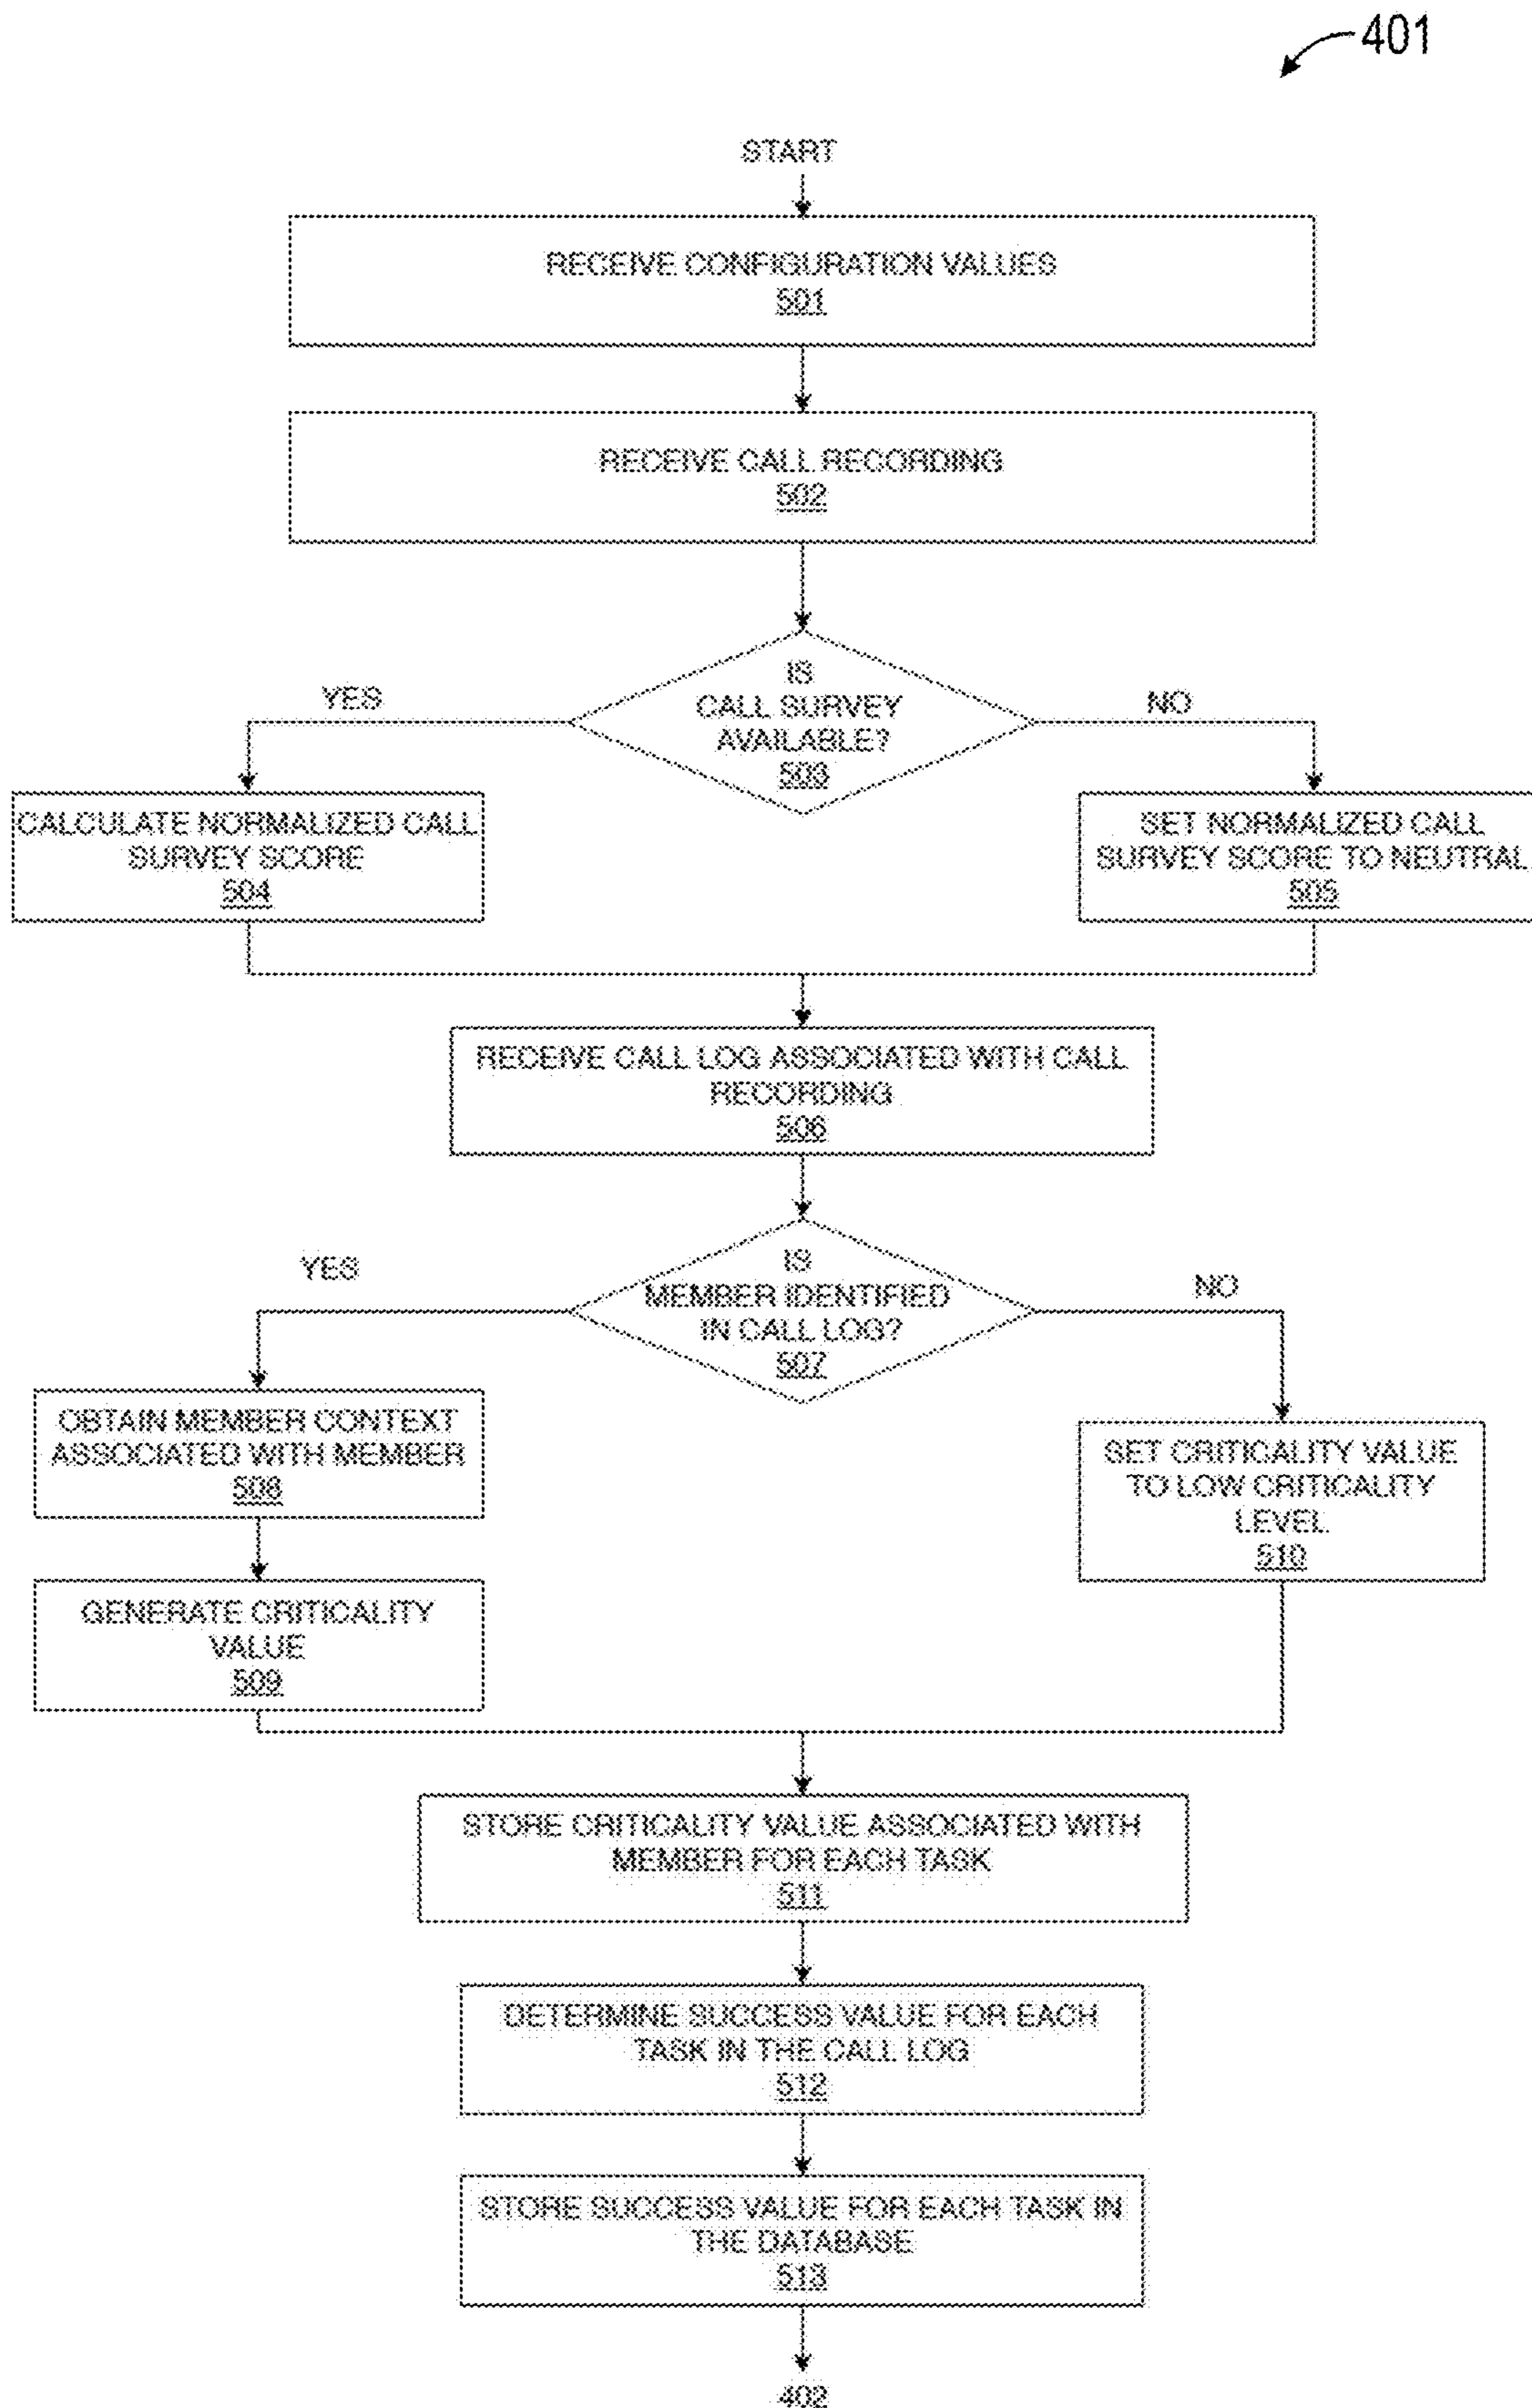 401
START
RECEIVE CONFIGURATION VALUES
501
RECEIVE CALL RECORDING
502
IS
CALL SURVEY
AVAILABLE?
503
YES
NO
CALCULATE NORMALIZED CALL
SURVEY SCORE
504
SET NORMALIZED CALL
SURVEY SCORE TO NEUTRAL
505
RECEIVE CALL LOG ASSOCIATED WITH CALL
RECORDING
506
IS
MEMBER IDENTIFIED
IN CALL LOG?
507
YES
NO
OBTAIN MEMBER CONTEXT
ASSOCIATED WITH MEMBER
508
SET CRITICALITY VALUE
TO LOW CRITICALITY
LEVEL
510
GENERATE CRITICALITY
VALUE
509
STORE CRITICALITY VALUE ASSOCIATED WITH
MEMBER FOR EACH TASK
511
DETERMINE SUCCESS VALUE FOR EACH
TASK IN THE CALL LOG
512
STORE SUCCESS VALUE FOR EACH TASK IN
THE DATABASE
513
402